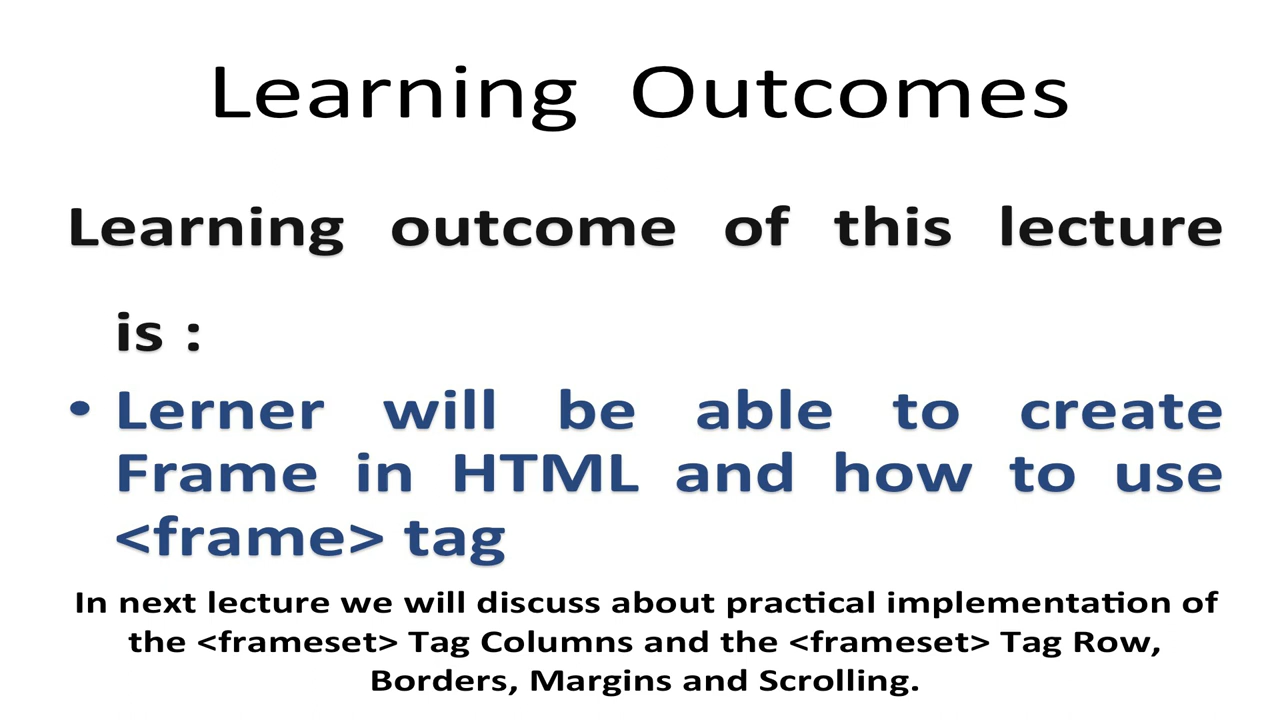 Learning Outcomes
Learning outcome of this lecture
is :
• Lerner will be able to create
Frame in HTML and how to use
<frame> tag
In next lecture we will discuss about practical implementation of
the <frameset> Tag Columns and the <frameset> Tag Row,
Borders, Margins and Scrolling.